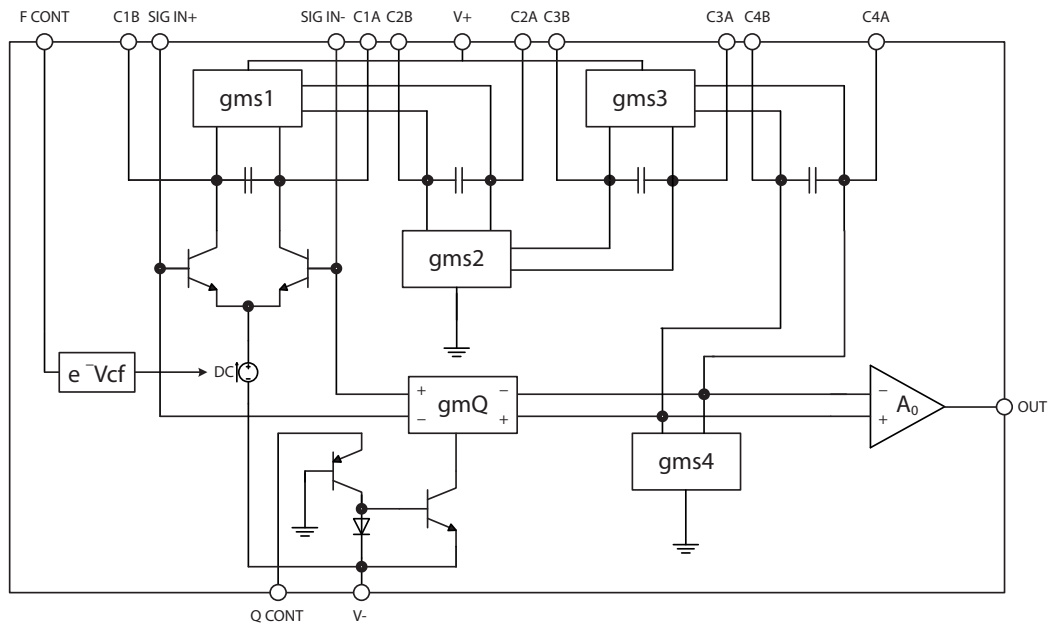 F CONT
C1B
SIG IN+
SIG IN-
C1A
C2B
V+
C2A
C3B
C3A
C4B
C4A
gms1
gms3
gms2
e ⁻Vcf
DC
+
-
+
−
gmQ
−
+
−
+
A₀
OUT
gms4
Q CONT
V-